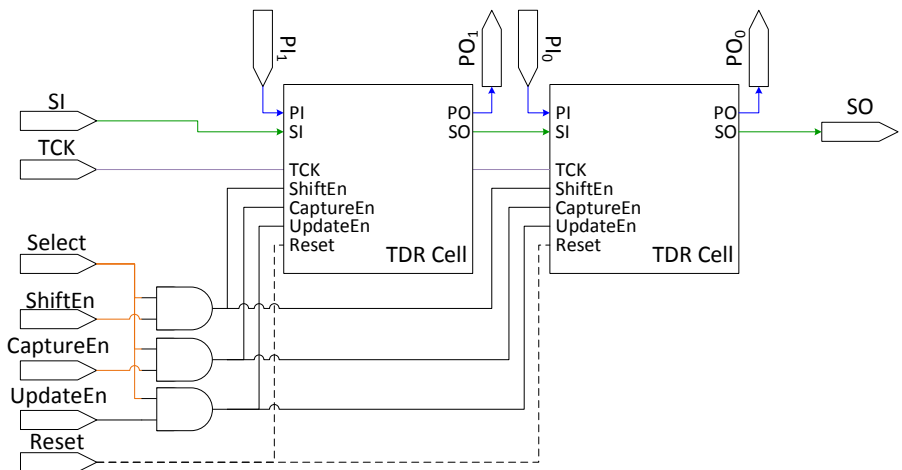 PI1
PO1
PI0
PO0
SI
TCK
Select
ShiftEn
CaptureEn
UpdateEn
Reset
PI
SI
TCK
ShiftEn
CaptureEn
UpdateEn
Reset
PO
SO
TDR Cell
PI
SI
TCK
ShiftEn
CaptureEn
UpdateEn
Reset
PO
SO
TDR Cell
SO